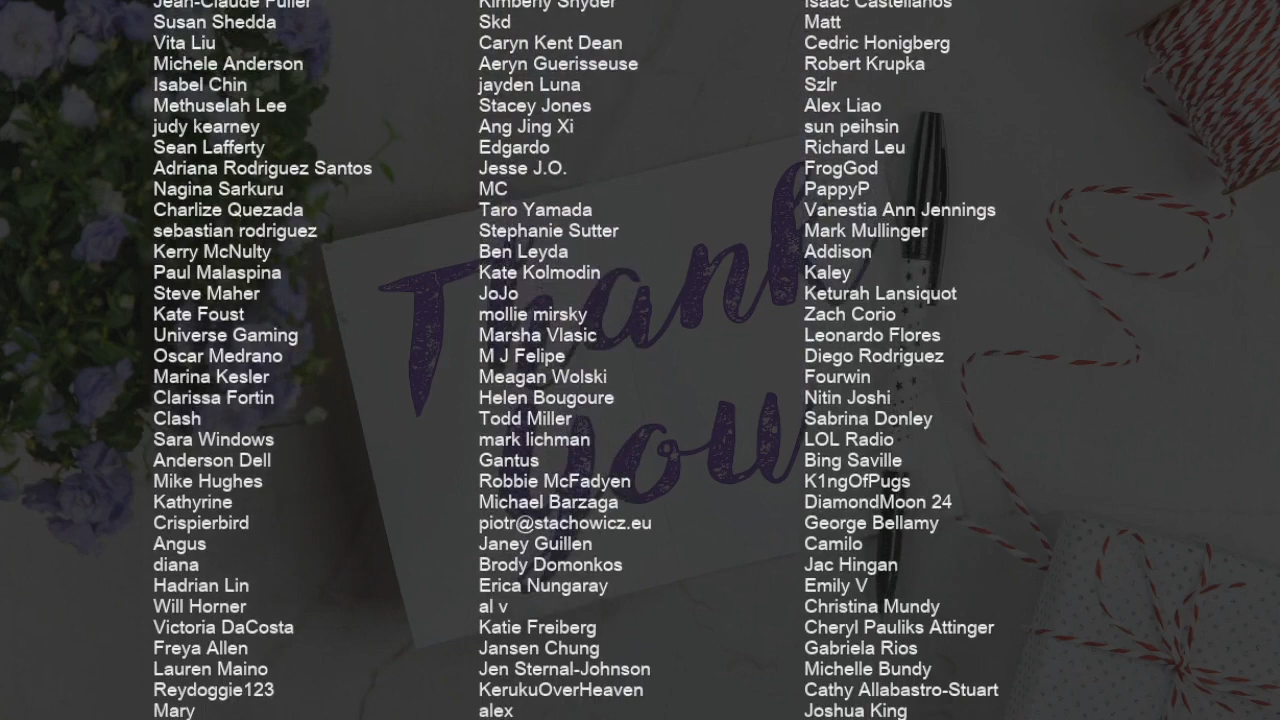 Jean-Claude Fuller
Susan Shedda
Vita Liu
Michele Anderson
Isabel Chin
Methuselah Lee
judy kearney
Sean Lafferty
Adriana Rodriguez Santos
Nagina Sarkuru
Charlize Quezada
sebastian rodriguez
Kerry McNulty
Paul Malaspina
Steve Maher
Kate Foust
Universe Gaming
Oscar Medrano
Marina Kesler
Clarissa Fortin
Clash
Sara Windows
Anderson Dell
Mike Hughes
Kathyrine
Crispierbird
Angus
diana
Hadrian Lin
Will Horner
Victoria DaCosta
Freya Allen
Lauren Maino
Reydoggie123
Mary
Kimberly Snyder
Skd
Caryn Kent Dean
Aeryn Guerisseuse
jayden Luna
Stacey Jones
Ang Jing Xi
Edgardo
Jesse J.O.
MC
Taro Yamada
Stephanie Sutter
Ben Leyda
Kate Kolmodin
JoJo
mollie mirsky
Marsha Vlasic
M J Felipe
Meagan Wolski
Helen Bougoure
Todd Miller
mark lichman
Gantus
Robbie McFadyen
Michael Barzaga
piotr@stachowicz.eu
Janey Guillen
Brody Domonkos
Erica Nungaray
al v
Katie Freiberg
Jansen Chung
Jen Sternal-Johnson
KerukuOverHeaven
alex
Isaac Castellanos
Matt
Cedric Honigberg
Robert Krupka
Szlr
Alex Liao
sun peihsin
Richard Leu
FrogGod
PappyP
Vanestia Ann Jennings
Mark Mullinger
Addison
Kaley
Keturah Lansiquot
Zach Corio
Leonardo Flores
Diego Rodriguez
Fourwin
Nitin Joshi
Sabrina Donley
LOL Radio
Bing Saville
K1ngOfPugs
DiamondMoon 24
George Bellamy
Camilo
Jac Hingan
Emily V
Christina Mundy
Cheryl Pauliks Attinger
Gabriela Rios
Michelle Bundy
Cathy Allabastro-Stuart
Joshua King
Thank
you